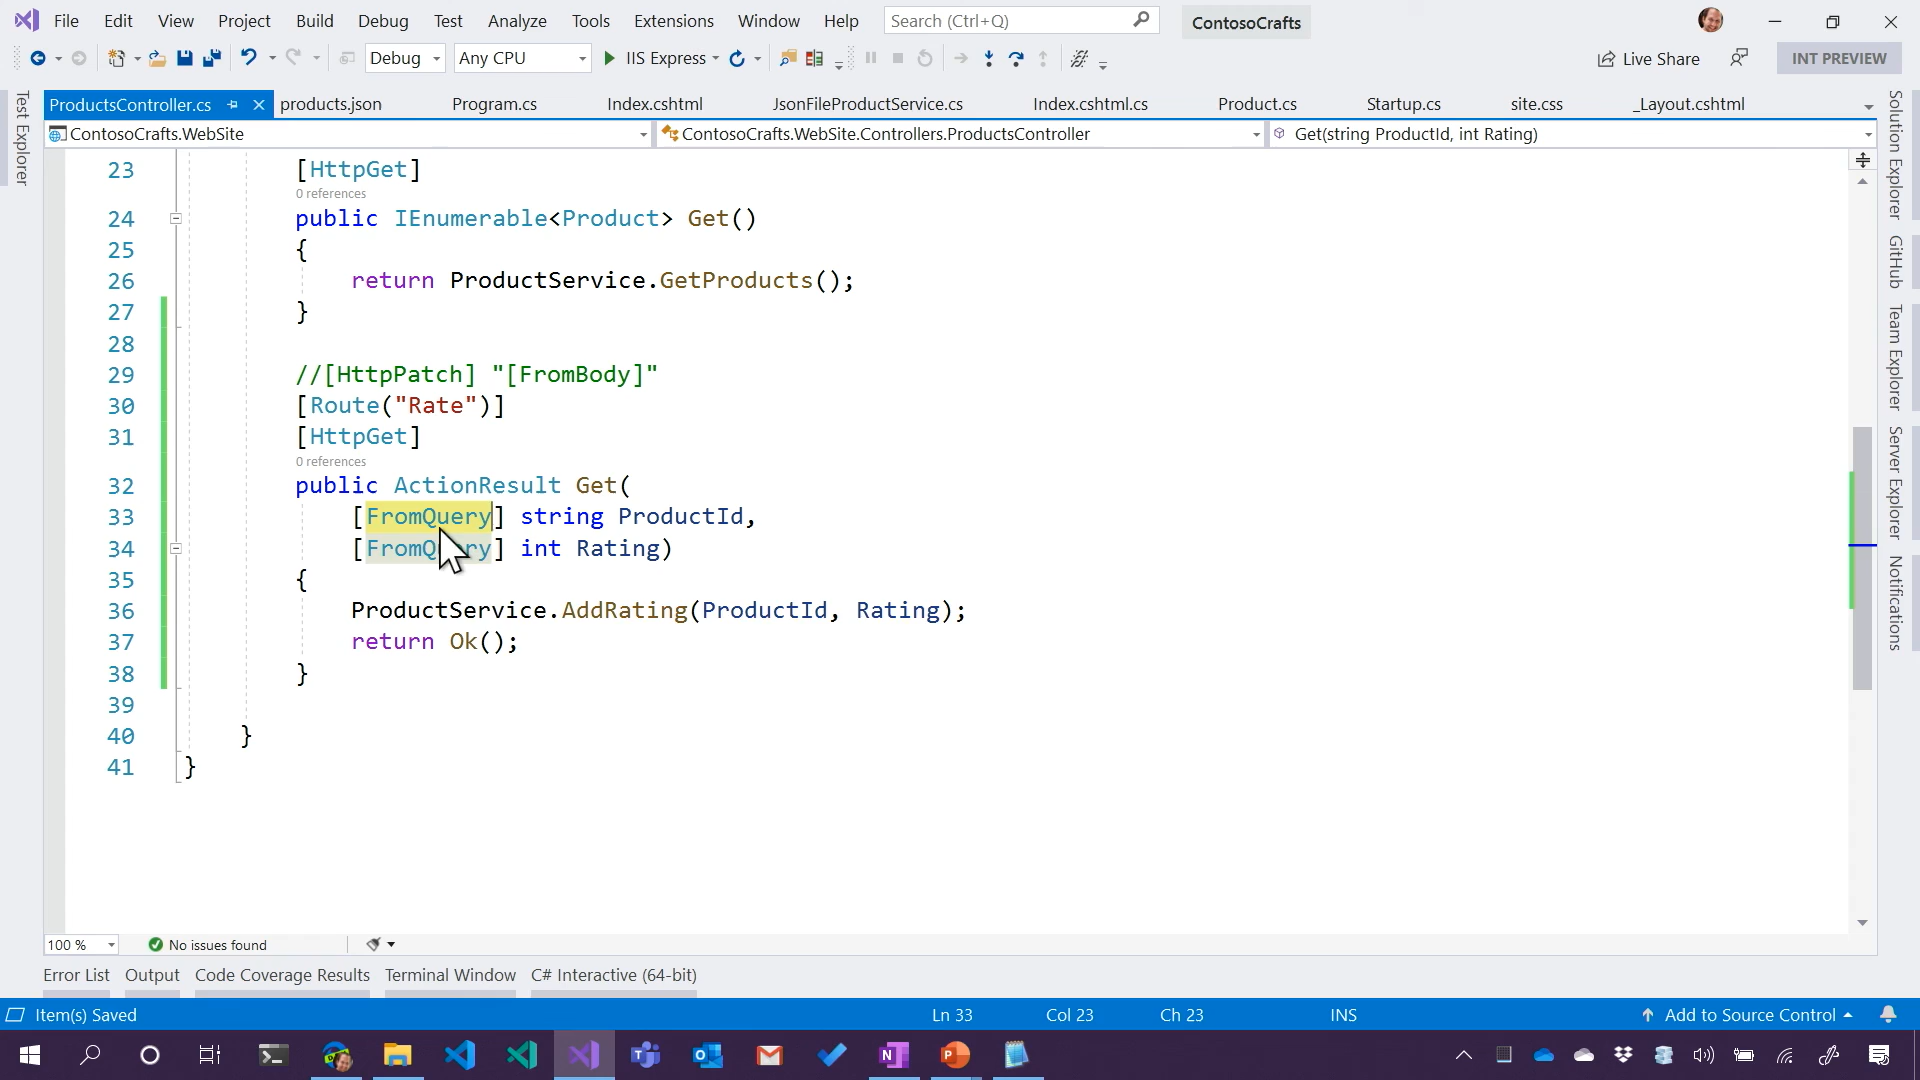 File Edit View Project Build Debug Test Analyze Tools Extensions Window Help Search (Ctrl+Q) ContosoCrafts
Debug Any CPU IIS Express Live Share INT PREVIEW
ProductsController.cs products.json Program.cs Index.cshtml JsonFileProductService.cs Index.cshtml.cs Product.cs Startup.cs site.css _Layout.cshtml
ContosoCrafts.WebSite ContosoCrafts.WebSite.Controllers.ProductsController Get(string ProductId, int Rating)
Test Explorer
23 [HttpGet]
0 references
24 public IEnumerable<Product> Get()
25 {
26 return ProductService.GetProducts();
27 }
28
29 //[HttpPatch] "[FromBody]"
30 [Route("Rate")]
31 [HttpGet]
0 references
32 public ActionResult Get(
33 [FromQuery] string ProductId,
34 [FromQuery] int Rating)
35 {
36 ProductService.AddRating(ProductId, Rating);
37 return Ok();
38 }
39
40 }
41 }
Solution Explorer
GitHub
Team Explorer
Server Explorer
Notifications
100 % No issues found
Error List Output Code Coverage Results Terminal Window C# Interactive (64-bit)
Item(s) Saved Ln 33 Col 23 Ch 23 INS Add to Source Control